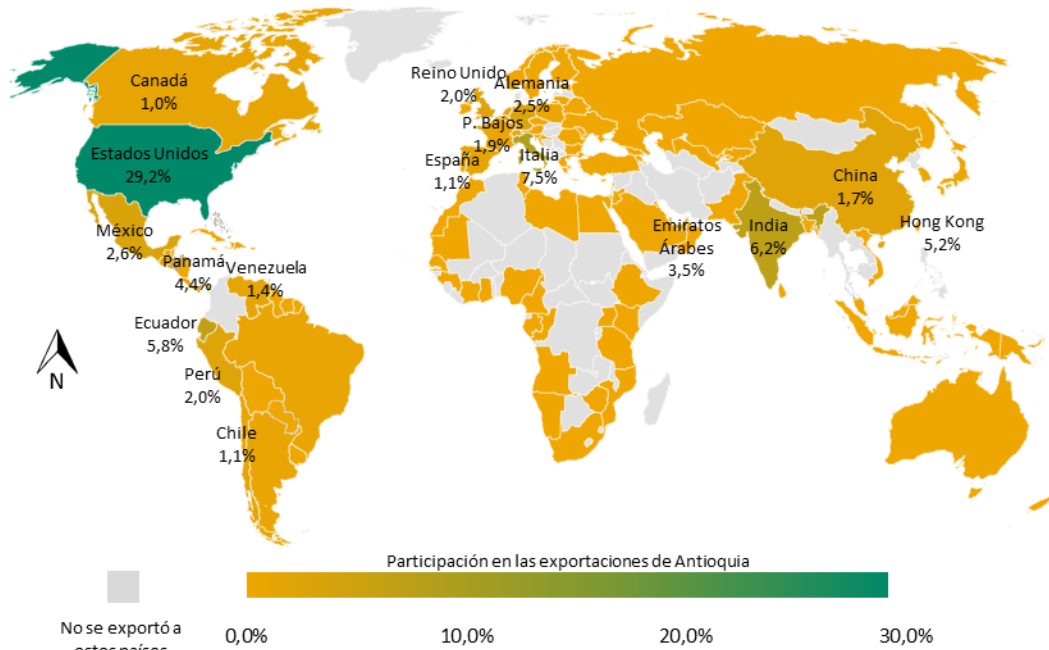 Canadá
1,0%
Estados Unidos
29,2%
México
2,6%
Panamá
4,4%
Venezuela
1,4%
Ecuador
5,8%
Perú
2,0%
Chile
1,1%
Reino Unido
2,0%
Alemania
2,5%
P. Bajos
1,9%
España
1,1%
Italia
7,5%
Emiratos
Árabes
3,5%
India
6,2%
China
1,7%
Hong Kong
5,2%
N
Participación en las exportaciones de Antioquia
No se exportó a
estos países
0,0%
10,0%
20,0%
30,0%